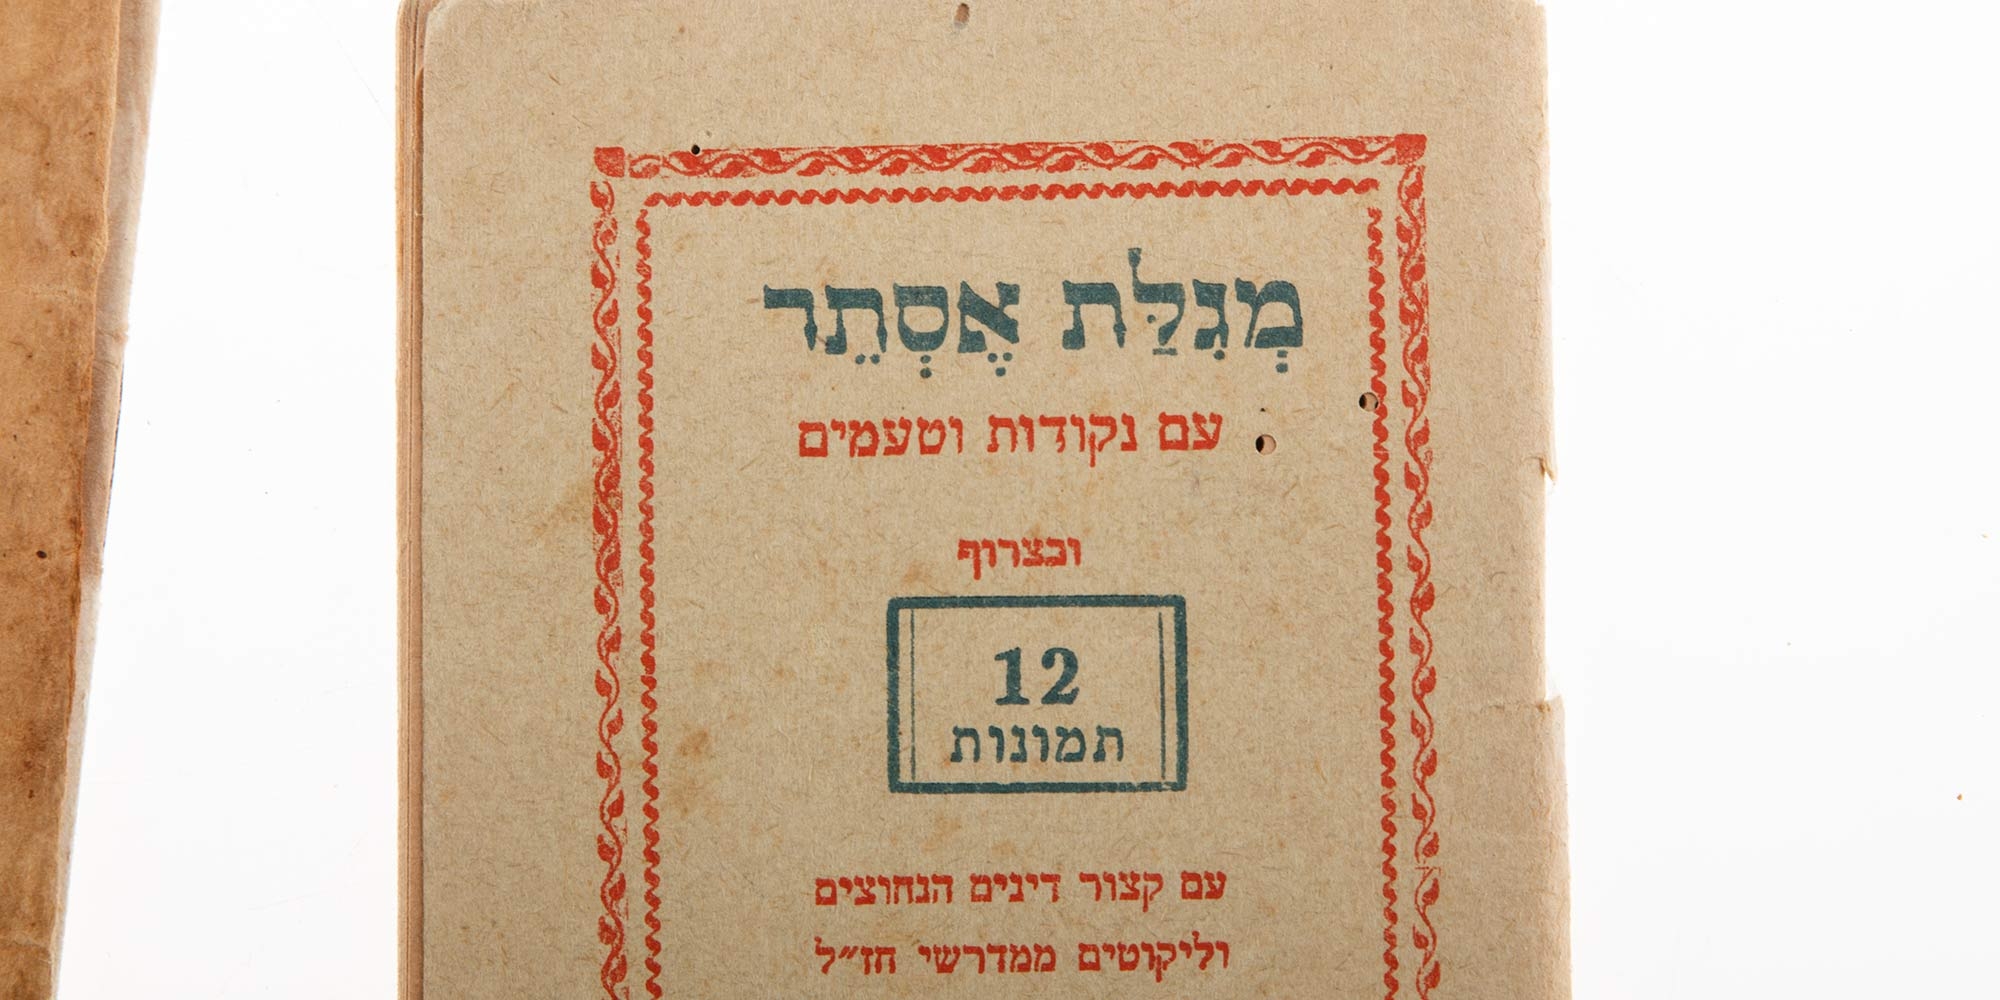 מְגִלַּת אֶסְתֵּר
עם נקודות וטעמים
ובצרוף
12
תמונות
עם קצור דינים הנחוצים
וליקוטים ממדרשי חז״ל